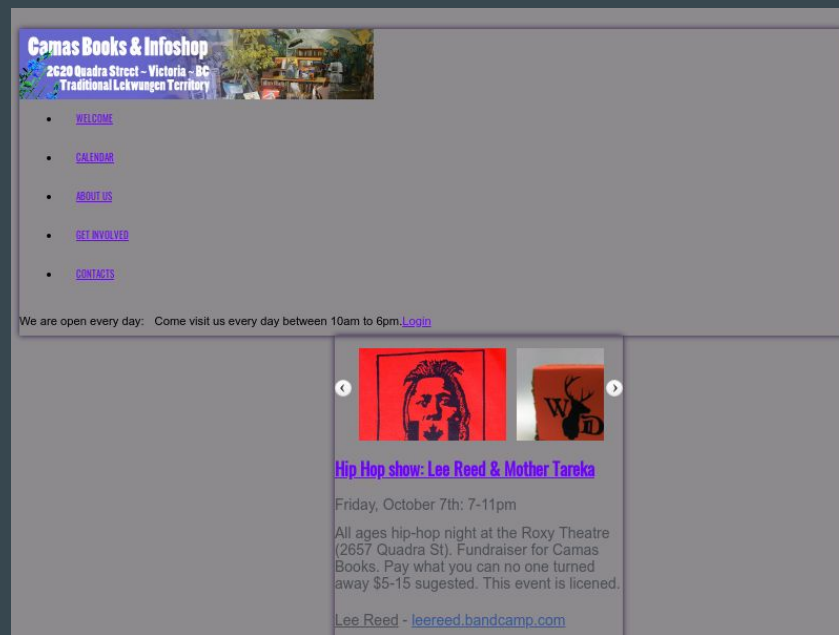 Camas Books & Infoshop
2620 Quadra Street ~ Victoria ~ BC
Traditional Lekwungen Territory
WELCOME
CALENDAR
ABOUT US
GET INVOLVED
CONTACTS
We are open every day: Come visit us every day between 10am to 6pm.Login
W D
Hip Hop show: Lee Reed & Mother Tareka
Friday, October 7th: 7-11pm
All ages hip-hop night at the Roxy Theatre
(2657 Quadra St). Fundraiser for Camas
Books. Pay what you can no one turned
away $5-15 sugested. This event is licened.
Lee Reed - leereed.bandcamp.com